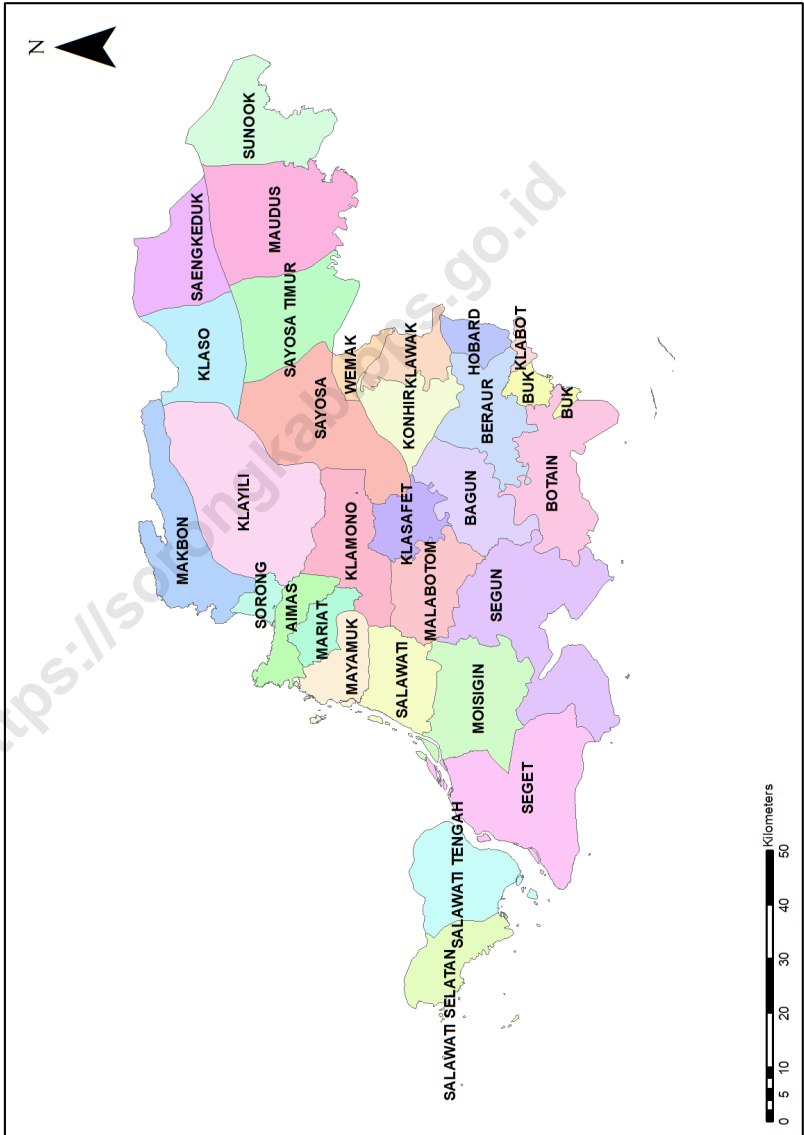 N
MAKBON
SAENGKEDUK
KLASO
SUNOOK
KLAYILI
SORONG
MAUDUS
AIMAS
SAYOSA TIMUR
MARIAT
SAYOSA
MAYAMUK
KLAMONO
WEMAK
SALAWATI
KLASAFET
KONHIR
KLAWAK
MALABOTOM
SALAWATI SELATAN
SALAWATI TENGAH
MOISIGIN
BAGUN
HOBARD
BERAUR
SEGUN
SEGET
BUK
KLABOT
BOTAIN
BUK
Kilometers
0 5 10 20 30 40 50
https://sorongkab.bps.go.id